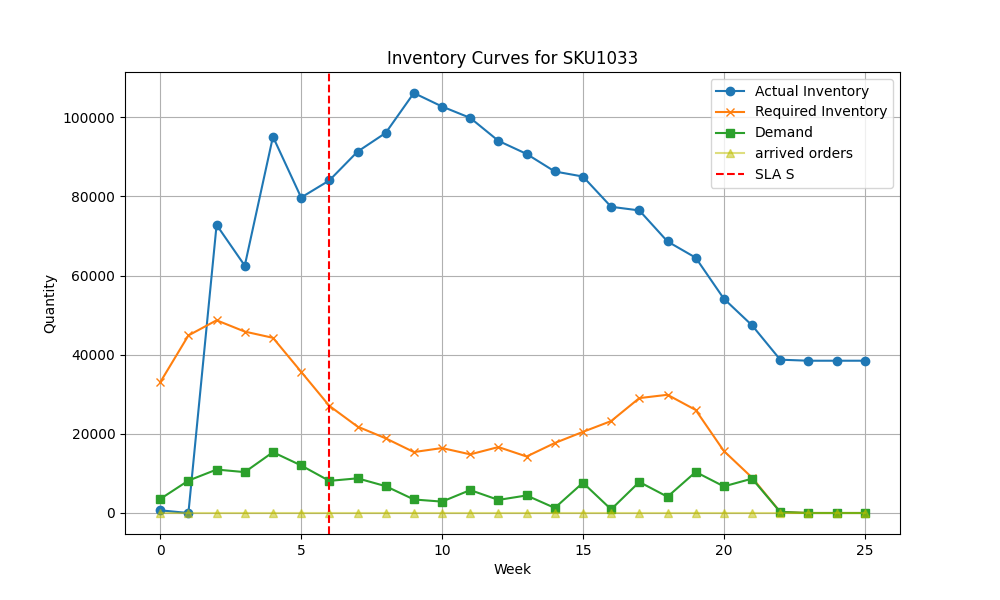 Inventory Curves for SKU1033
Actual Inventory
Required Inventory
Demand
arrived orders
SLA S
100000
80000
60000
40000
20000
0
Quantity
0 5 10 15 20 25
Week